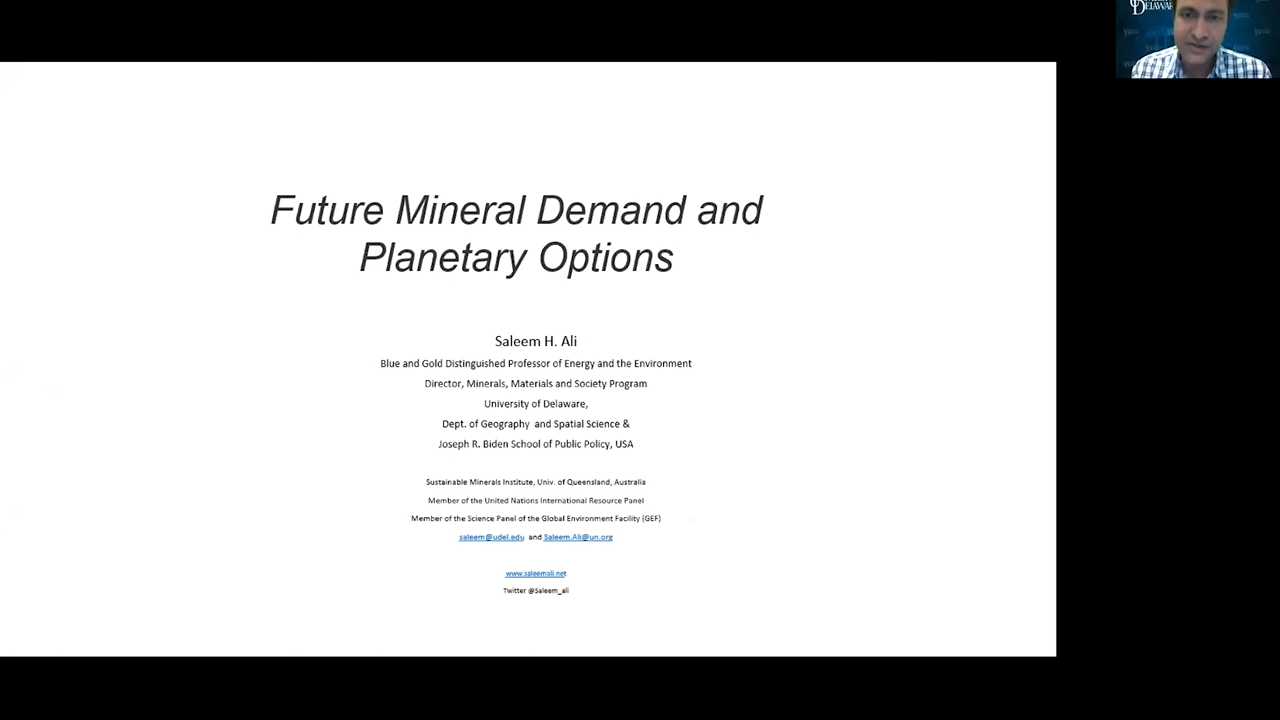 Future Mineral Demand and
Planetary Options
Saleem H. Ali
Blue and Gold Distinguished Professor of Energy and the Environment
Director, Minerals, Materials and Society Program
University of Delaware,
Dept. of Geography and Spatial Science &
Joseph R. Biden School of Public Policy, USA
Sustainable Minerals Institute, Univ. of Queensland, Australia
Member of the United Nations International Resource Panel
Member of the Science Panel of the Global Environment Facility (GEF)
saleem@udel.edu and Saleem.Ali@un.org
www.saleemali.net
Twitter @Saleem_ali